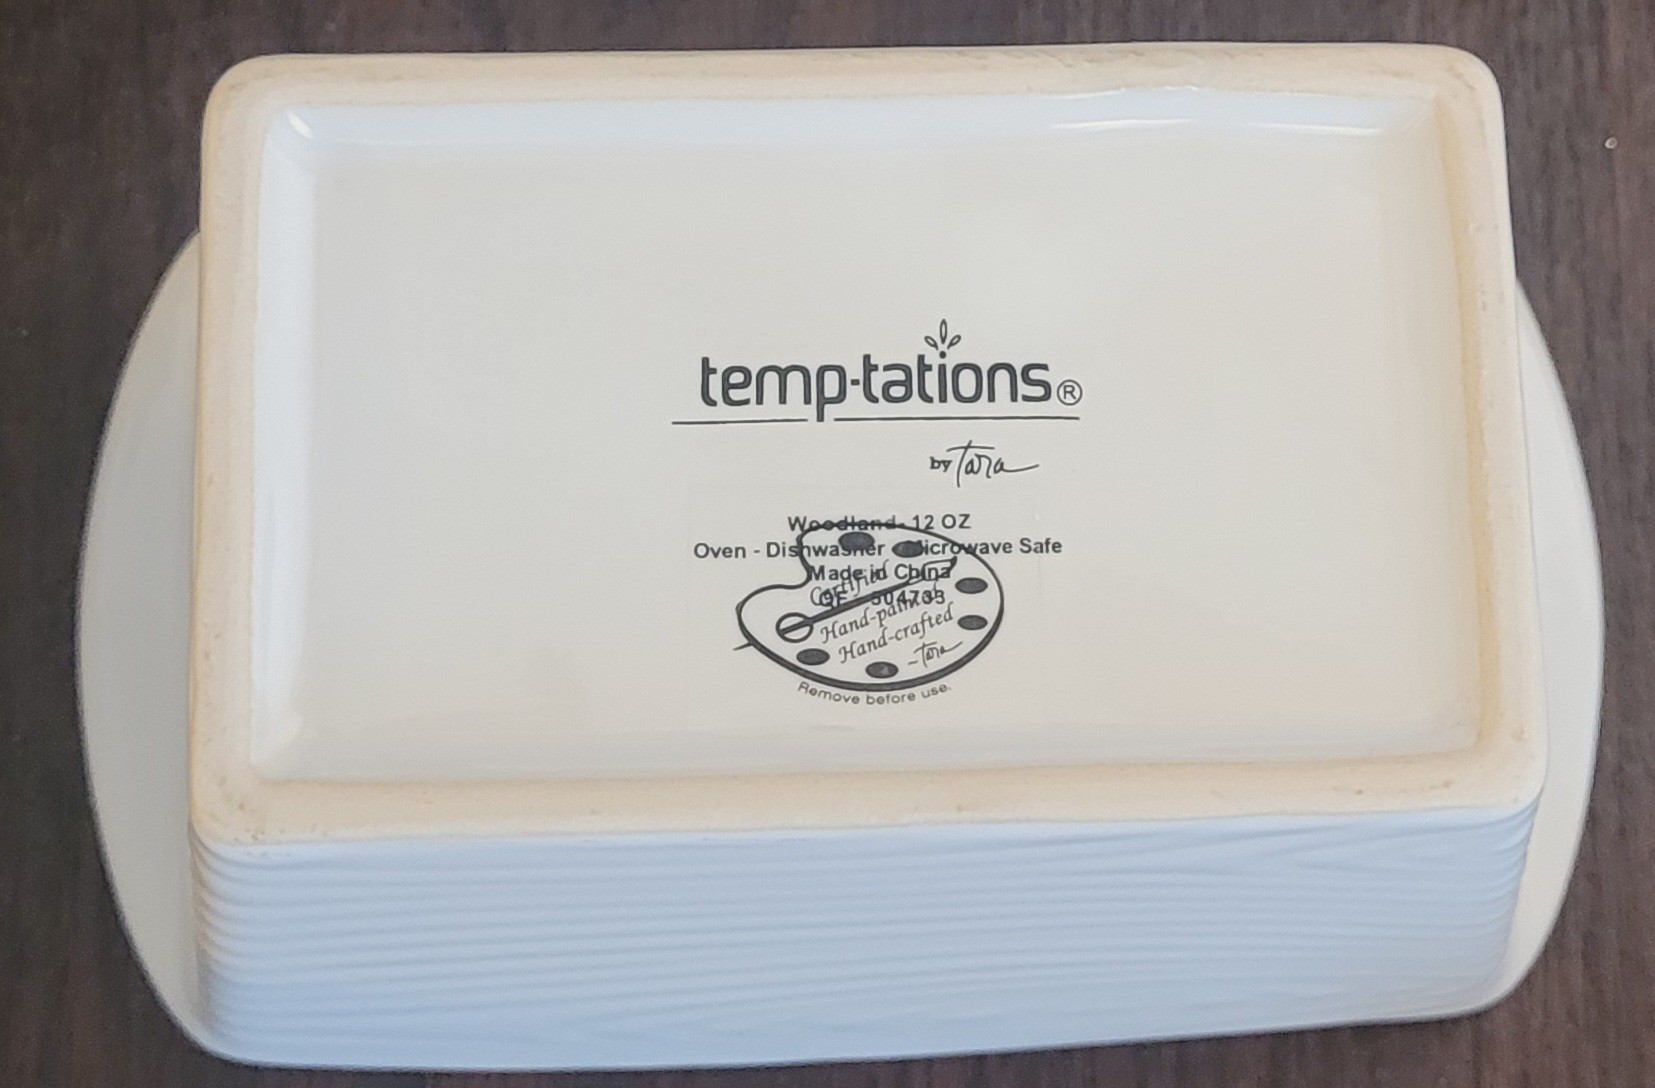 temp-tations®
by Tara
Woodland- 12 OZ
Oven - Dishwasher Microwave Safe
Made in China
304733
Certified
Hand-painted
Hand-crafted
-Tara
Remove before use.